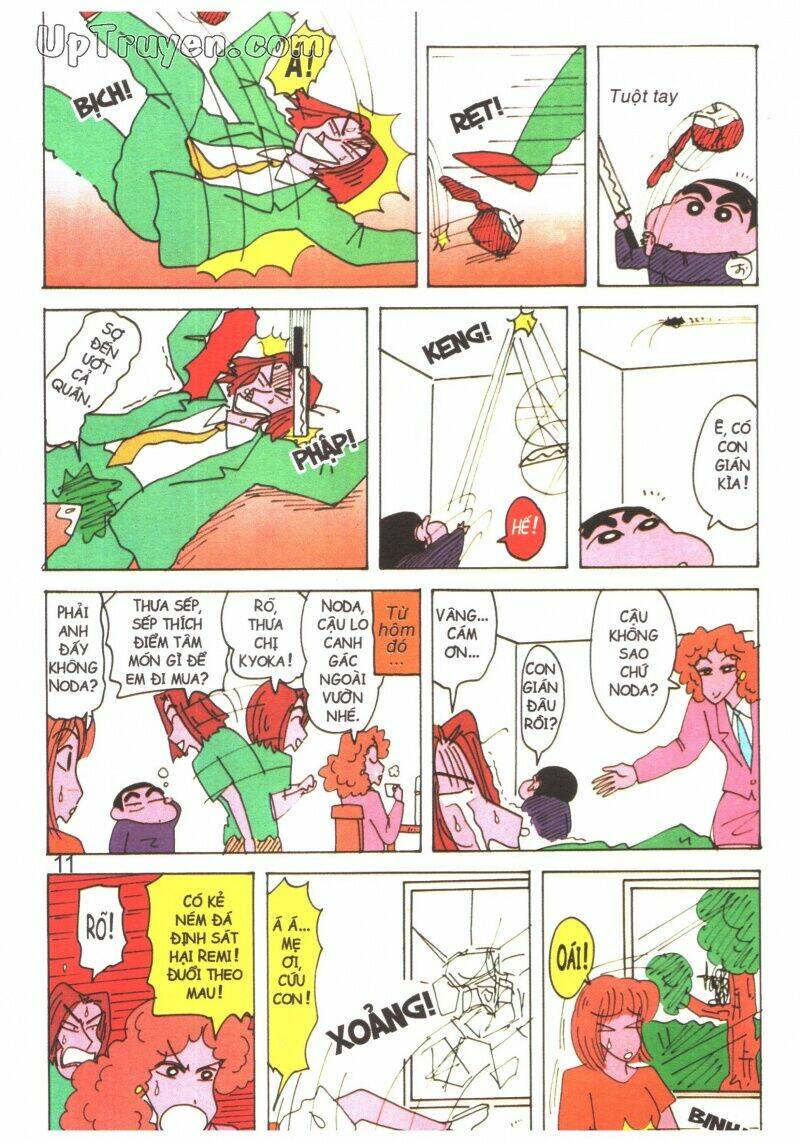 UpTruyen.com
Tuột tay
RẸT!
Á!
BỊCH!
Ê, CÓ
CON
GIÁN
KÌA!
KENG!
HẾ!
PHẬP!
SỢ
ĐẾN
ƯỚT
CẢ
QUẦN.
CẬU
KHÔNG
SAO
CHỨ
NODA?
CON
GIÁN
ĐÂU
RỒI?
VÂNG...
CÁM
ƠN...
Từ
hôm
đó
...
NODA,
CẬU LO
CANH
GÁC
NGOÀI
VƯỜN
NHÉ.
RÕ,
THƯA
CHỊ
KYOKA!
THƯA SẾP,
SẾP THÍCH
ĐIỂM TÂM
MÓN GÌ ĐỂ
EM ĐI MUA?
PHẢI
ANH
ĐẤY
KHÔNG
NODA?
11
OÁI!
BINH
XOẢNG!
Á Á...
MẸ
ƠI,
CỨU
CON!
CÓ KẺ
NÉM ĐÁ
ĐỊNH SÁT
HẠI REMI!
ĐUỔI THEO
MAU!
RÕ!